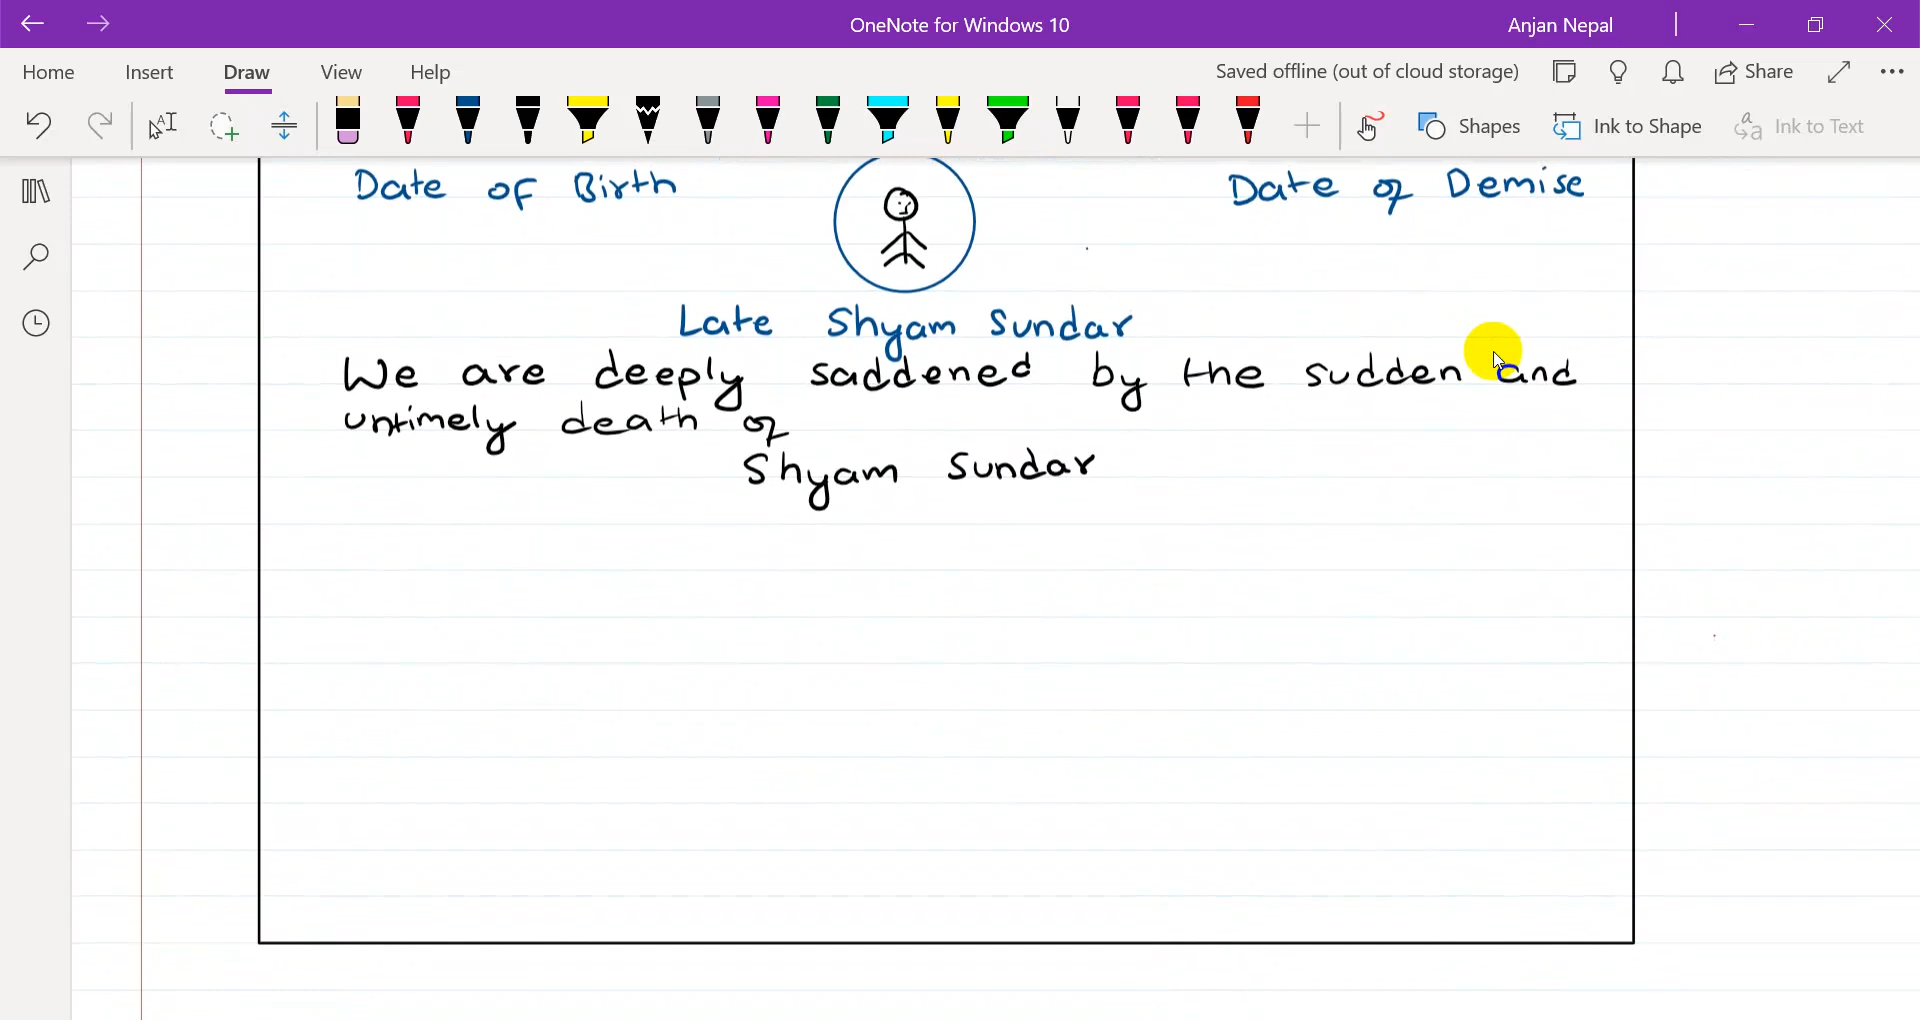 OneNote for Windows 10
Anjan Nepal
Home Insert Draw View Help
Saved offline (out of cloud storage)
Share
Shapes
Ink to Shape
Ink to Text
Date of Birth
Date of Demise
Late Shyam Sundar
We are deeply saddened by the sudden and
untimely death of
Shyam Sundar